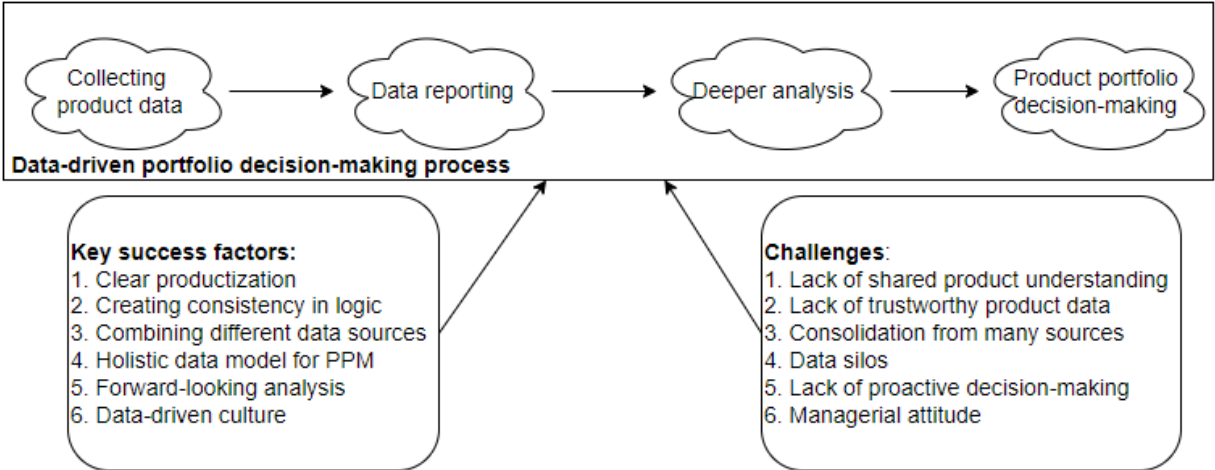 Collecting
product data
Data reporting
Deeper analysis
Product portfolio
decision-making
Data-driven portfolio decision-making process
Key success factors:
1. Clear productization
2. Creating consistency in logic
3. Combining different data sources
4. Holistic data model for PPM
5. Forward-looking analysis
6. Data-driven culture
Challenges:
1. Lack of shared product understanding
2. Lack of trustworthy product data
3. Consolidation from many sources
4. Data silos
5. Lack of proactive decision-making
6. Managerial attitude